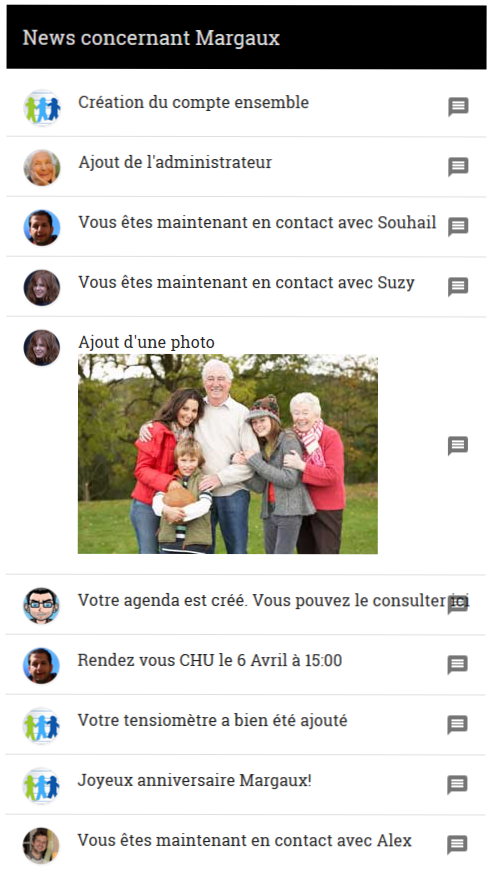 News concernant Margaux
Création du compte ensemble
Ajout de l'administrateur
Vous êtes maintenant en contact avec Souhail
Vous êtes maintenant en contact avec Suzy
Ajout d'une photo
Votre agenda est créé. Vous pouvez le consulter ici
Rendez vous CHU le 6 Avril à 15:00
Votre tensiomètre a bien été ajouté
Joyeux anniversaire Margaux!
Vous êtes maintenant en contact avec Alex